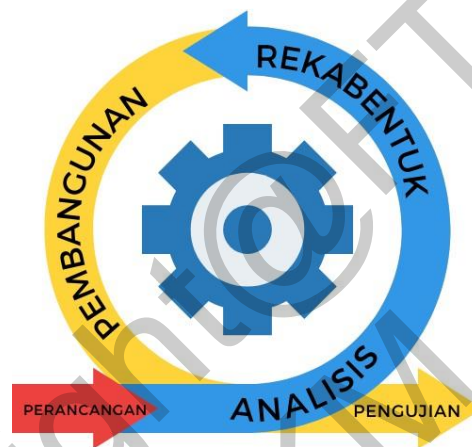 REKABENTUK
PEMBANGUNAN
PERANCANGAN
ANALISIS
PENGUJIAN